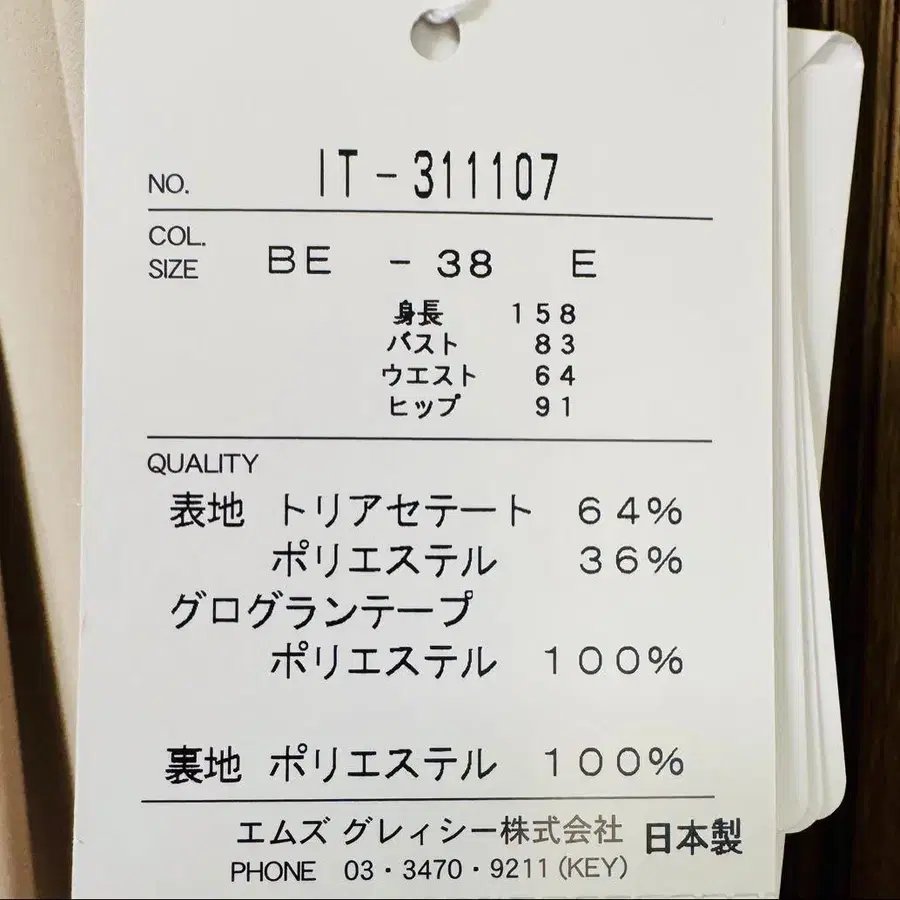 NO. IT-311107
COL.
SIZE BE -38 E
身長 158
バスト 83
ウエスト 64
ヒップ 91
QUALITY
表地 トリアセテート 64%
ポリエステル 36%
グログランテープ
ポリエステル 100%
裏地 ポリエステル 100%
エムズ グレィシー株式会社 日本製
PHONE 03・3470・9211(KEY)